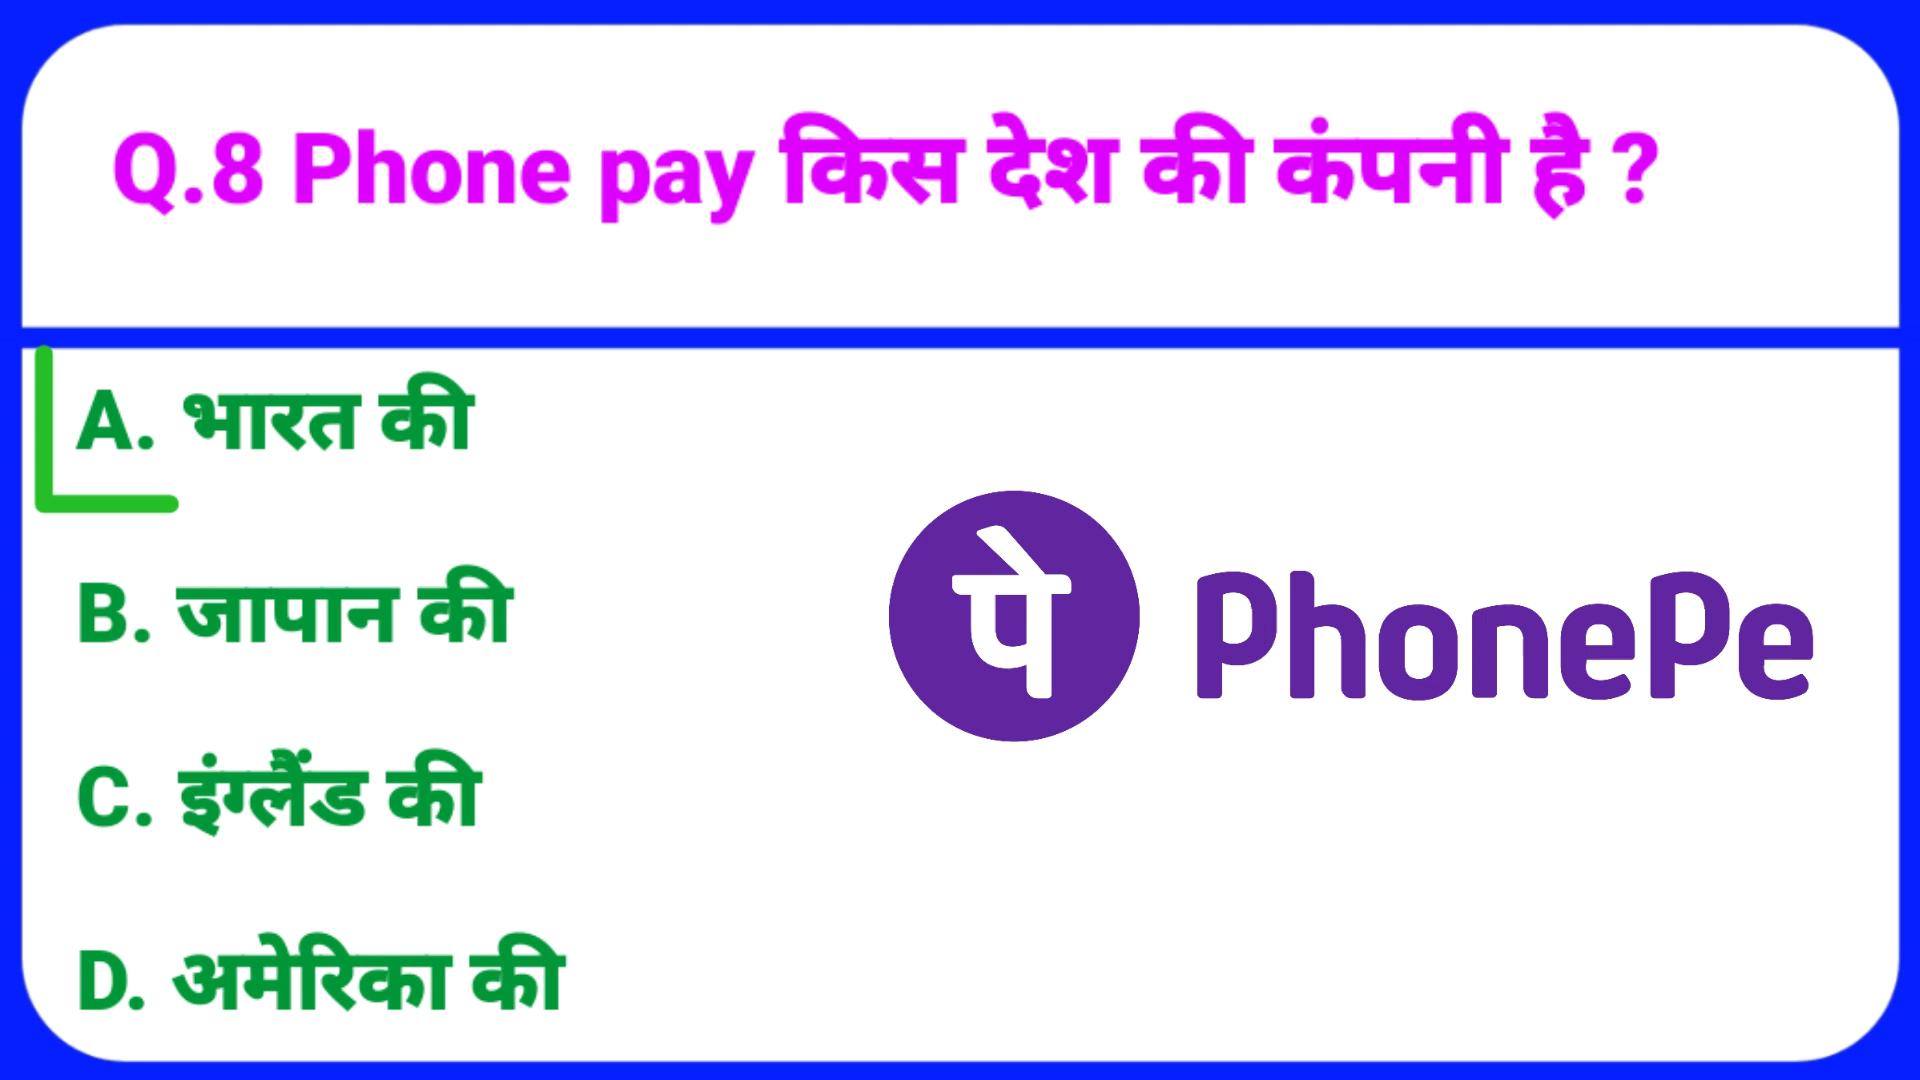 Q.8 Phone pay किस देश की कंपनी है ?
A. भारत की
B. जापान की
पे PhonePe
C. इंग्लैंड की
D. अमेरिका की